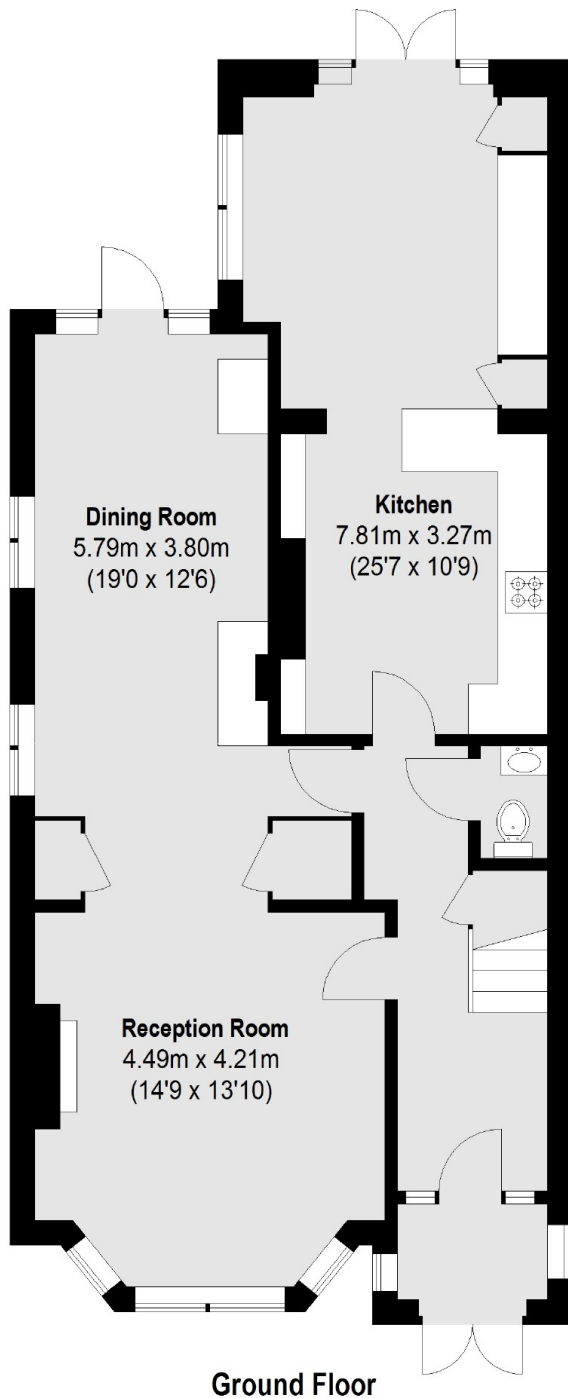 Dining Room
5.79m x 3.80m
(19'0 x 12'6)
Kitchen
7.81m x 3.27m
(25'7 x 10'9)
Reception Room
4.49m x 4.21m
(14'9 x 13'10)
Ground Floor